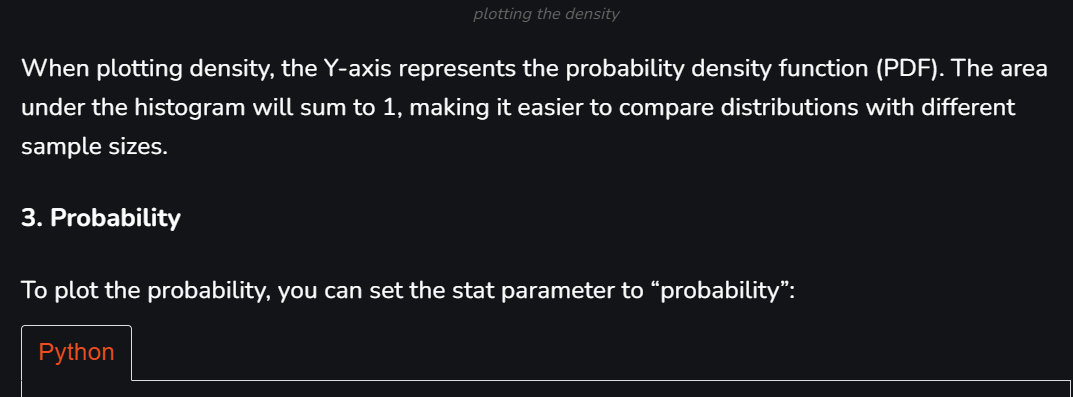 plotting the density
When plotting density, the Y-axis represents the probability density function (PDF). The area
under the histogram will sum to 1, making it easier to compare distributions with different
sample sizes.
3. Probability
To plot the probability, you can set the stat parameter to “probability”:
Python